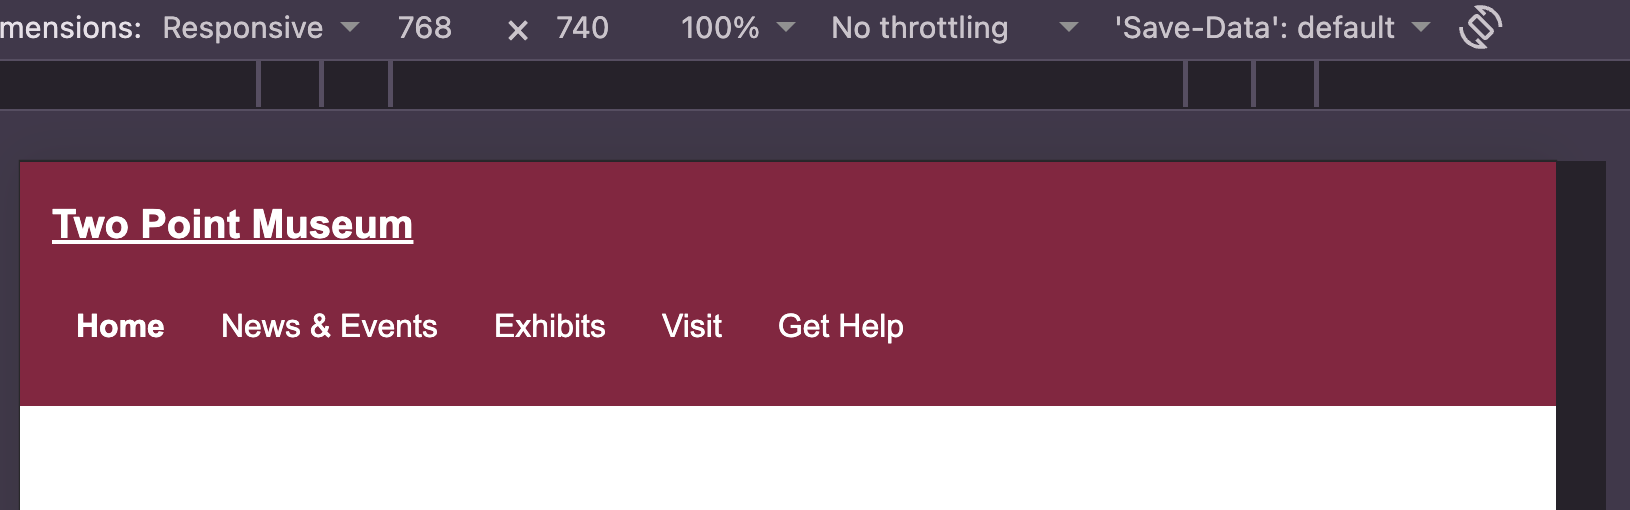 mensions: Responsive 768 × 740 100% No throttling 'Save-Data': default
Two Point Museum
Home News & Events Exhibits Visit Get Help